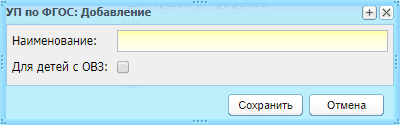 УП по ФГОС: Добавление
Наименование:
Для детей с ОВЗ:
Сохранить Отмена